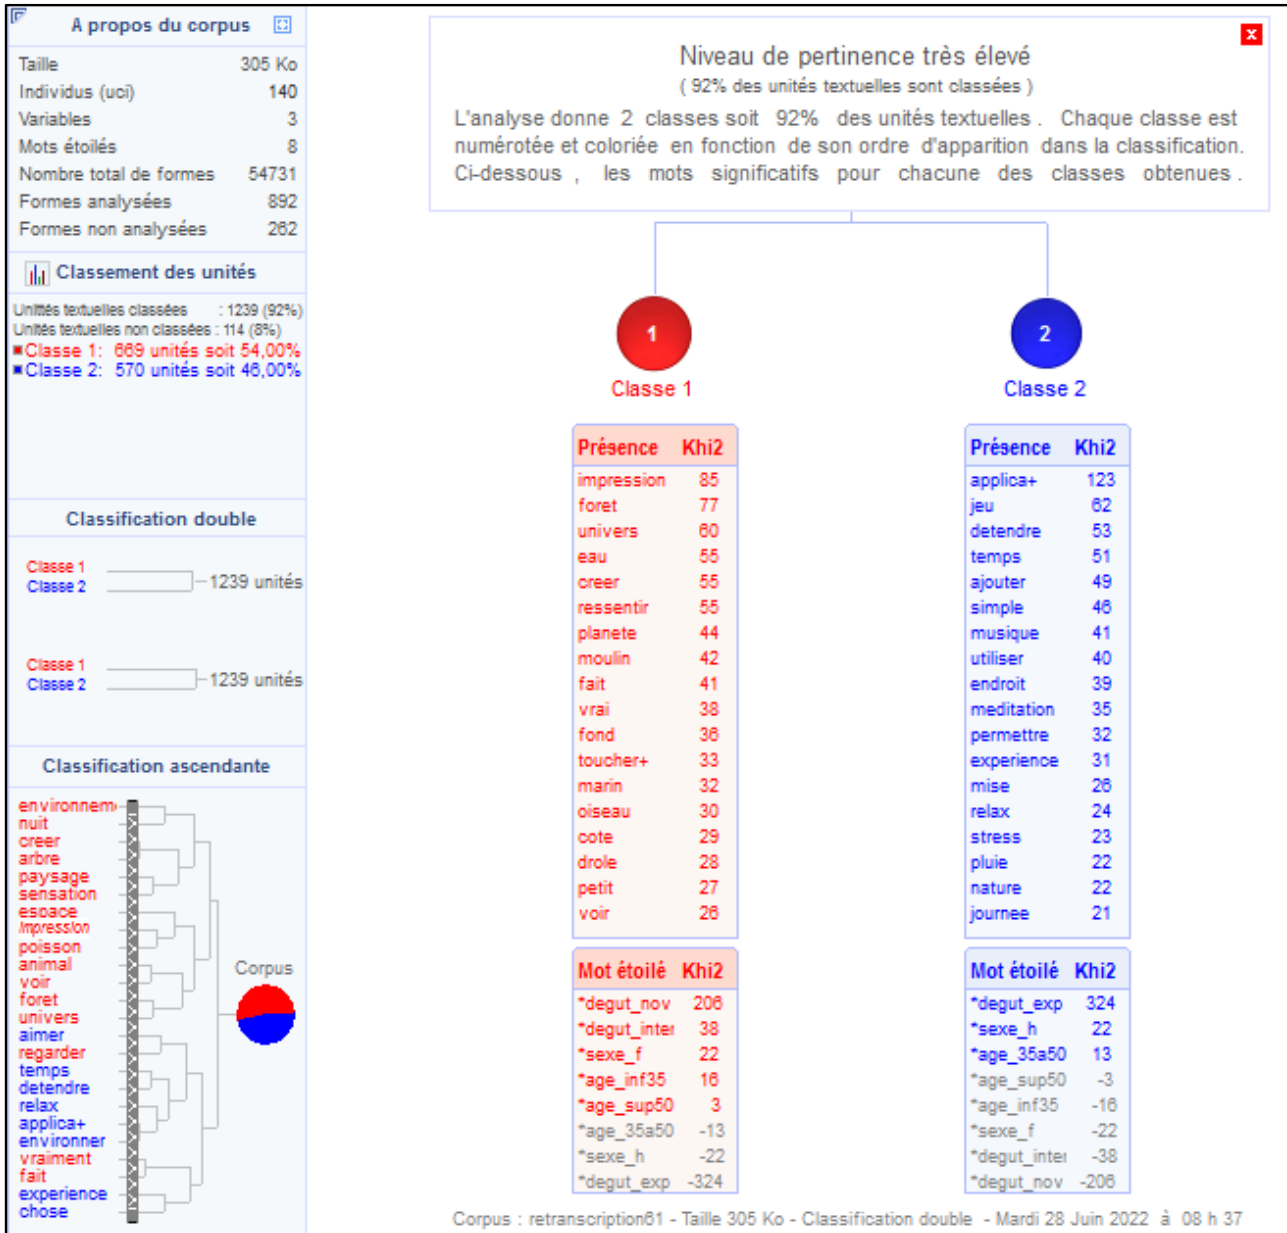 A propos du corpus
Taille 305 Ko
Individus (uci) 140
Variables 3
Mots étoilés 8
Nombre total de formes 54731
Formes analysées 892
Formes non analysées 262
Classement des unités
Unités textuelles classées : 1239 (92%)
Unités textuelles non classées : 114 (8%)
Classe 1: 669 unités soit 54,00%
Classe 2: 570 unités soit 46,00%
Classification double
Classe 1
Classe 2
1239 unités
Classe 1
Classe 2
1239 unités
Classification ascendante
environnem
nuit
creer
arbre
paysage
sensation
espace
impression
poisson
animal
voir
foret
univers
aimer
regarder
temps
detendre
relax
applica+
environner
vraiment
fait
experience
chose
Corpus
x
Niveau de pertinence très élevé
( 92% des unités textuelles sont classées )
L'analyse donne 2 classes soit 92% des unités textuelles . Chaque classe est
numérotée et coloriée en fonction de son ordre d'apparition dans la classification.
Ci-dessous , les mots significatifs pour chacune des classes obtenues .
1
Classe 1
Présence Khi2
impression 85
foret 77
univers 60
eau 55
creer 55
ressentir 55
planete 44
moulin 42
fait 41
vrai 38
fond 36
toucher+ 33
marin 32
oiseau 30
cote 29
drole 28
petit 27
voir 26
Mot étoilé Khi2
*degut_nov 206
*degut_inter 38
*sexe_f 22
*age_inf35 16
*age_sup50 3
*age_35a50 -13
*sexe_h -22
*degut_exp -324
2
Classe 2
Présence Khi2
applica+ 123
jeu 62
detendre 53
temps 51
ajouter 49
simple 46
musique 41
utiliser 40
endroit 39
meditation 35
permettre 32
experience 31
mise 26
relax 24
stress 23
pluie 22
nature 22
journee 21
Mot étoilé Khi2
*degut_exp 324
*sexe_h 22
*age_35a50 13
*age_sup50 -3
*age_inf35 -16
*sexe_f -22
*degut_inter -38
*degut_nov -206
Corpus : retranscription61 - Taille 305 Ko - Classification double - Mardi 28 Juin 2022 à 08 h 37